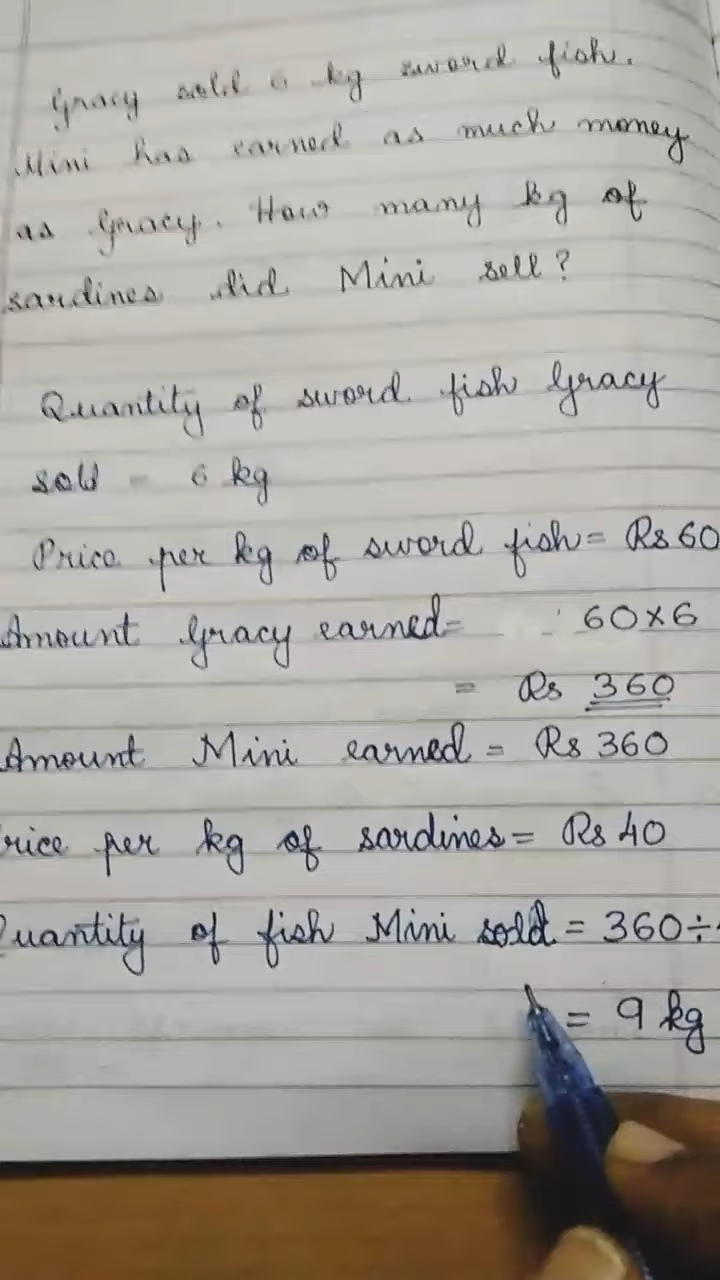 Gracy sold 6 kg sword fish.
Mini has earned as much money
as Gracy. How many kg of
sardines did Mini sell?
Quantity of sword fish Gracy
sold = 6 kg
Price per kg of sword fish = Rs 60
Amount Gracy earned = 60×6
= Rs 360
Amount Mini earned = Rs 360
rice per kg of sardines = Rs 40
uantity of fish Mini sold = 360÷
= 9 kg